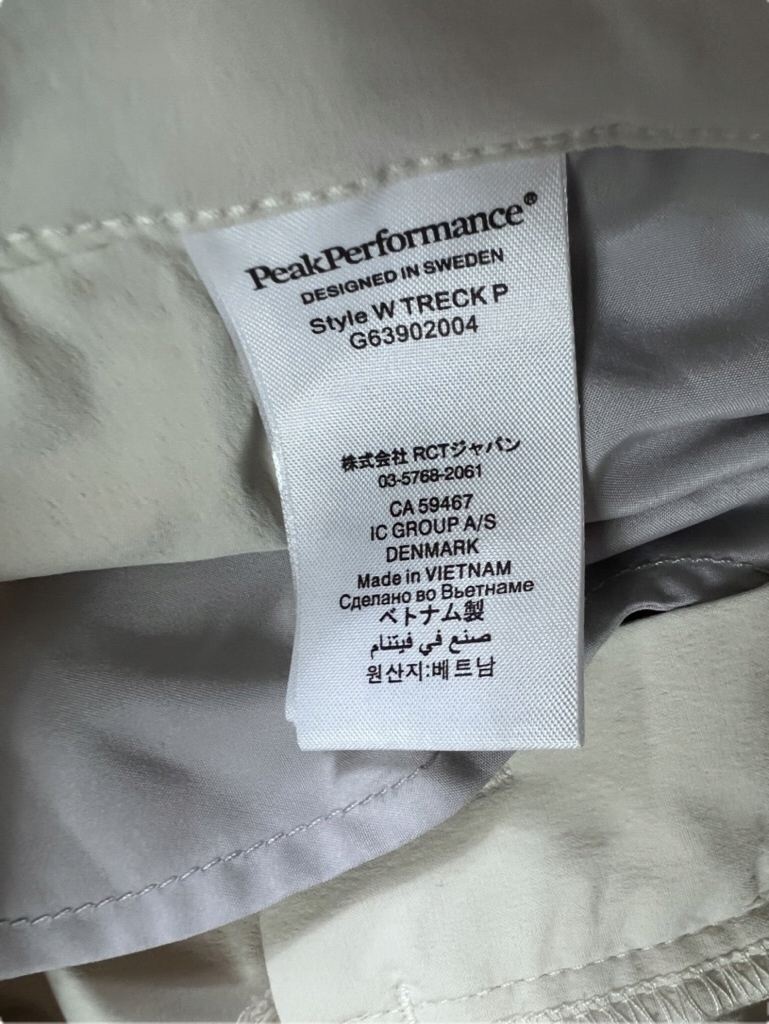 PeakPerformance®
DESIGNED IN SWEDEN
Style W TRECK P
G63902004
株式会社 RCTジャパン
03-5768-2061
CA 59467
IC GROUP A/S
DENMARK
Made in VIETNAM
Сделано во Вьетнаме
ベトナム製
صنع في فيتنام
원산지:베트남